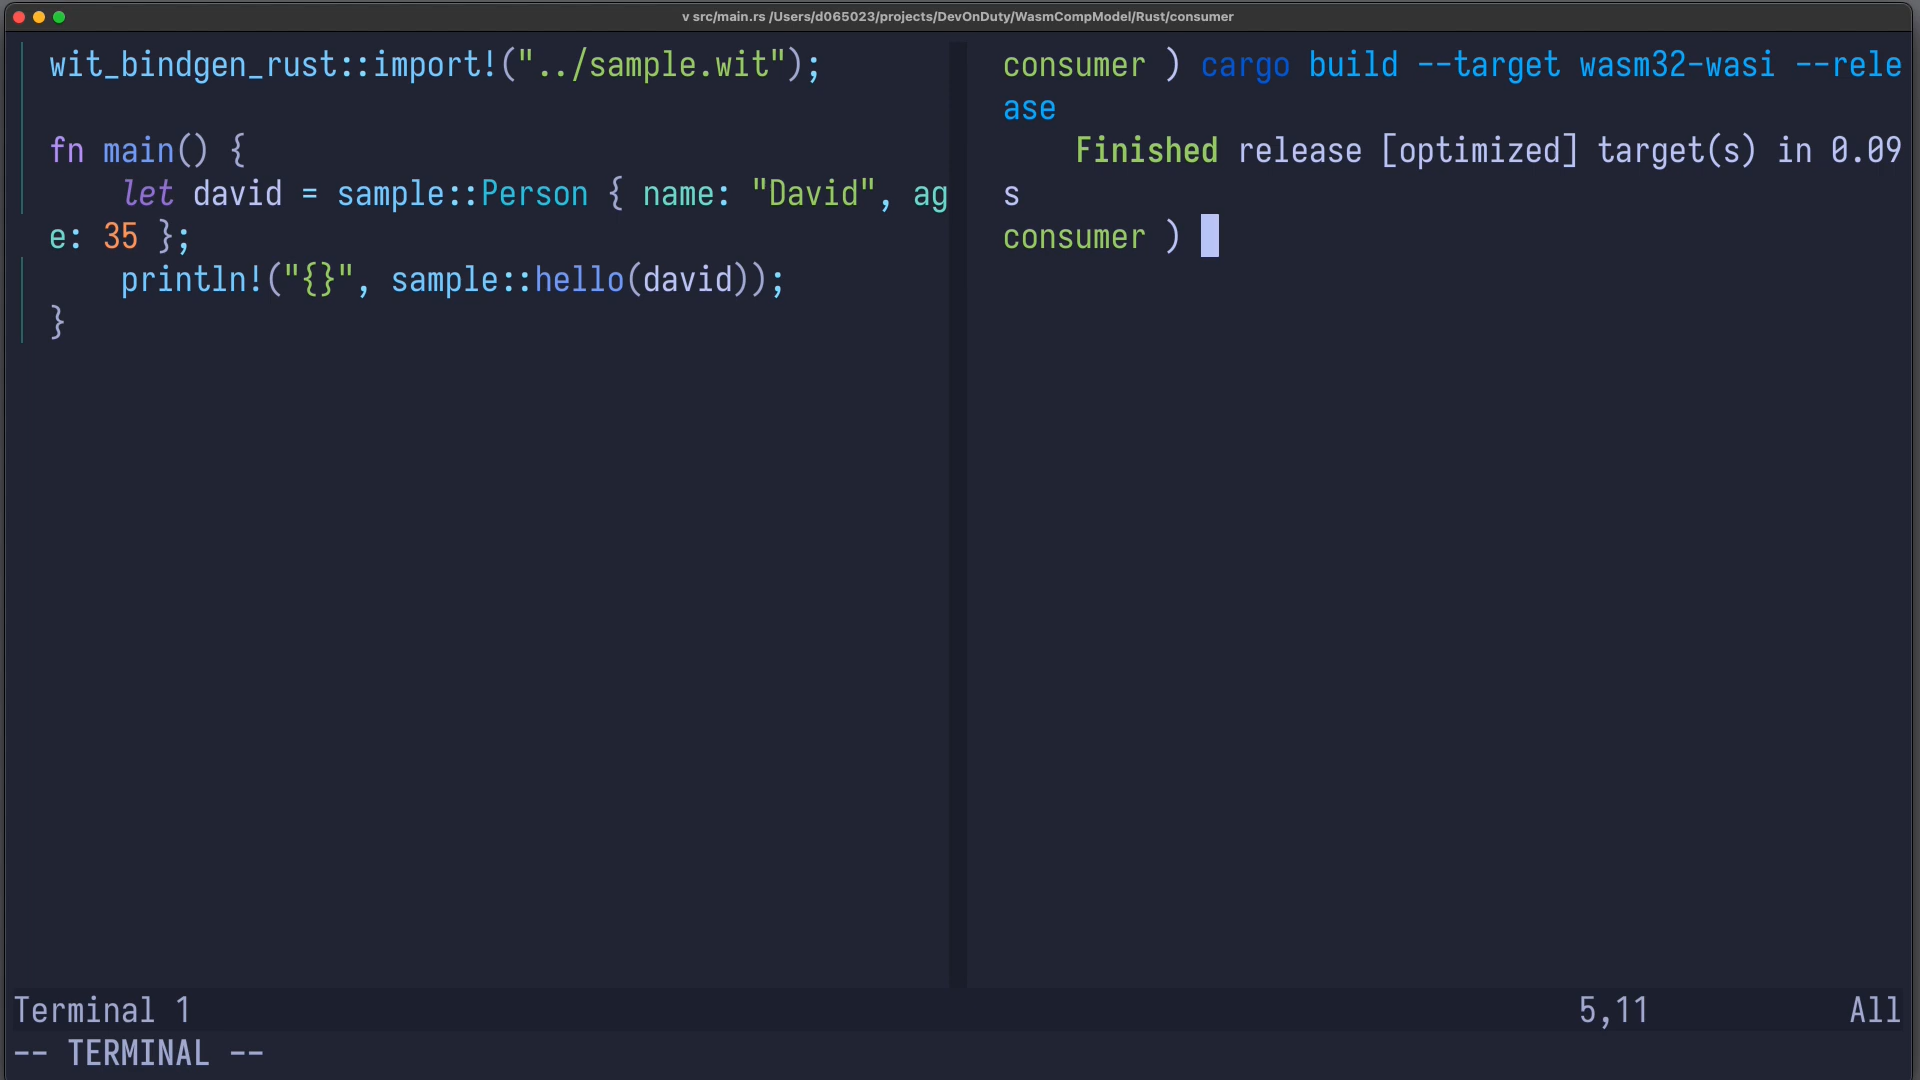 v src/main.rs /Users/d065023/projects/DevOnDuty/WasmCompModel/Rust/consumer
wit_bindgen_rust::import!("../sample.wit");
fn main() {
    let david = sample::Person { name: "David", ag
e: 35 };
    println!("{}", sample::hello(david));
}
consumer ) cargo build --target wasm32-wasi --rele
ase
    Finished release [optimized] target(s) in 0.09
s
consumer )
Terminal 1 5,11 All
-- TERMINAL --